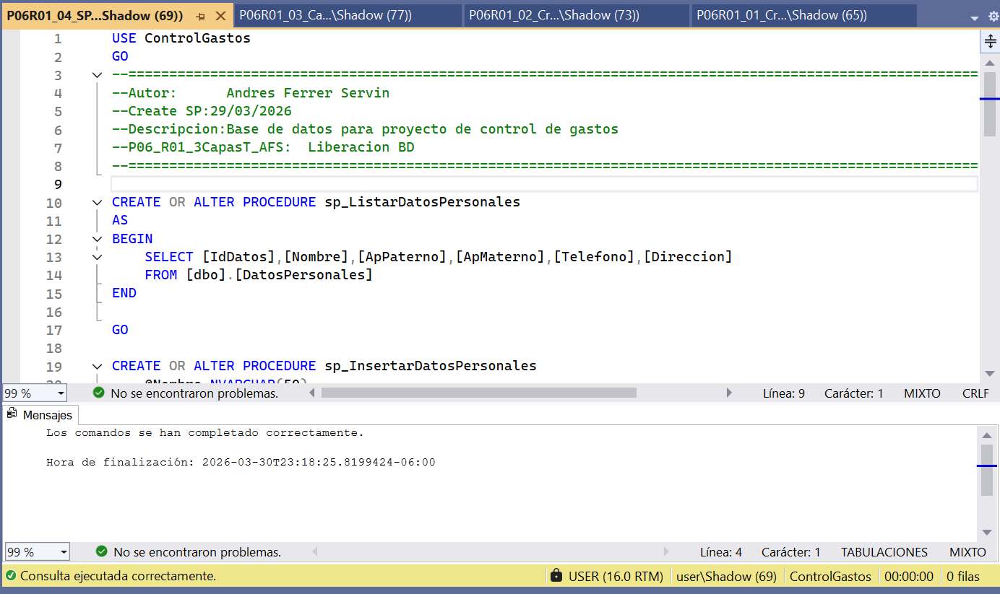 P06R01_04_SP...Shadow (69))
P06R01_03_Ca...\Shadow (77))
P06R01_02_Cr...\Shadow (73))
P06R01_01_Cr...\Shadow (65))
1 USE ControlGastos
2 GO
3 --========================================================================================================
4 --Autor:      Andres Ferrer Servin
5 --Create SP:29/03/2026
6 --Descripcion:Base de datos para proyecto de control de gastos
7 --P06_R01_3CapasT_AFS:  Liberacion BD
8 --========================================================================================================
9
10 CREATE OR ALTER PROCEDURE sp_ListarDatosPersonales
11 AS
12 BEGIN
13     SELECT [IdDatos],[Nombre],[ApPaterno],[ApMaterno],[Telefono],[Direccion]
14     FROM [dbo].[DatosPersonales]
15 END
16
17 GO
18
19 CREATE OR ALTER PROCEDURE sp_InsertarDatosPersonales
20     @Nombre NVARCHAR(50)
99 % No se encontraron problemas. Línea: 9 Carácter: 1 MIXTO CRLF
Mensajes
Los comandos se han completado correctamente.
Hora de finalización: 2026-03-30T23:18:25.8199424-06:00
99 % No se encontraron problemas. Línea: 4 Carácter: 1 TABULACIONES MIXTO
Consulta ejecutada correctamente. USER (16.0 RTM) user\Shadow (69) ControlGastos 00:00:00 0 filas